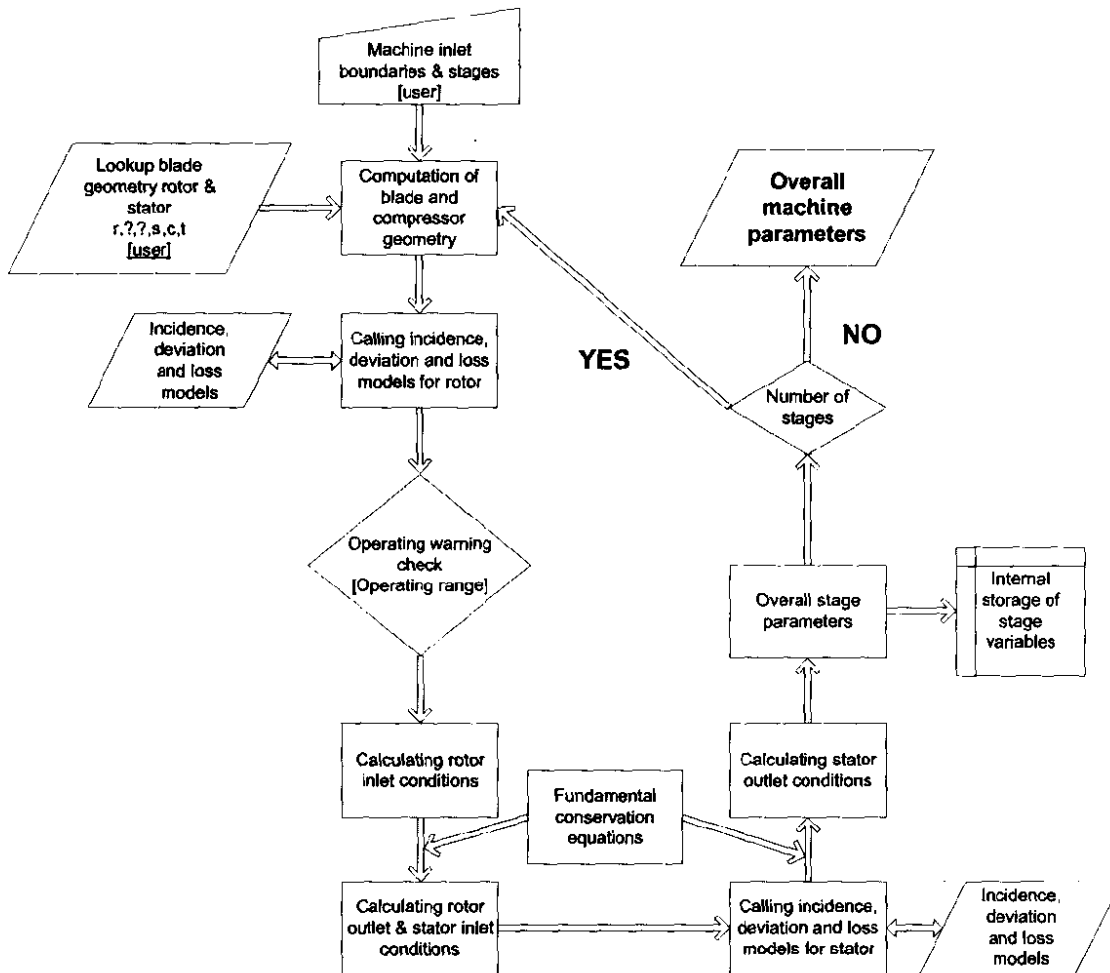 Machine inlet
boundaries & stages
[user]
Lookup blade
geometry rotor &
stator
r,?,?,s,c,t
[user]
Computation of
blade and
compressor
geometry
Overall
machine
parameters
Incidence,
deviation
and loss
models
Calling incidence,
deviation and loss
models for rotor
YES
NO
Number of
stages
Operating warning
check
[Operating range]
Overall stage
parameters
Internal
storage of
stage
variables
Calculating rotor
inlet conditions
Fundamental
conservation
equations
Calculating stator
outlet conditions
Calculating rotor
outlet & stator inlet
conditions
Calling incidence,
deviation and loss
models for stator
Incidence,
deviation
and loss
models